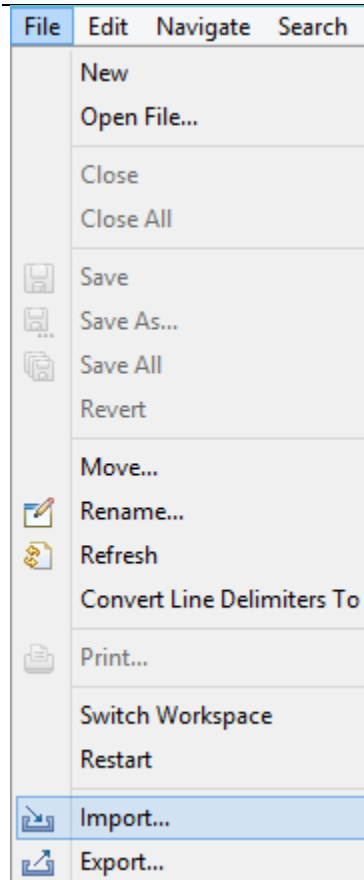 File Edit Navigate Search
New
Open File...
Close
Close All
Save
Save As...
Save All
Revert
Move...
Rename...
Refresh
Convert Line Delimiters To
Print...
Switch Workspace
Restart
Import...
Export...